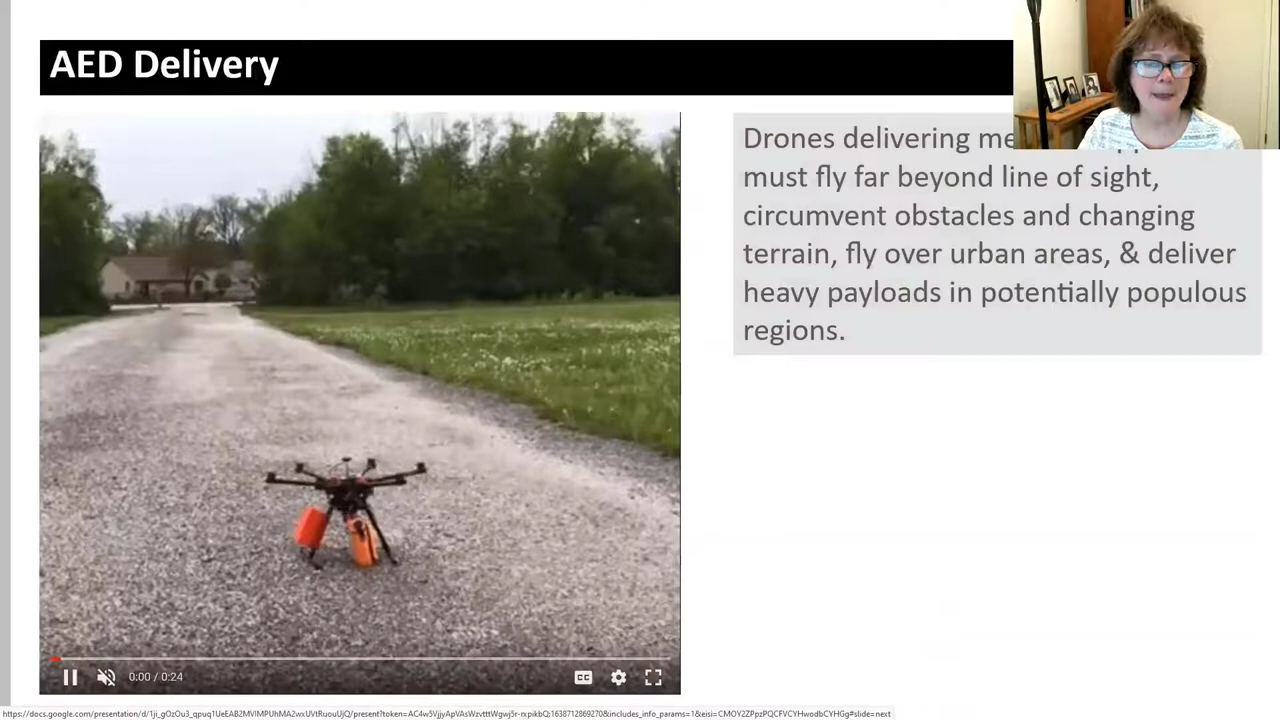 AED Delivery
Drones delivering
must fly far beyond line of sight,
circumvent obstacles and changing
terrain, fly over urban areas, & deliver
heavy payloads in potentially populous
regions.
0:00 / 0:24
CC